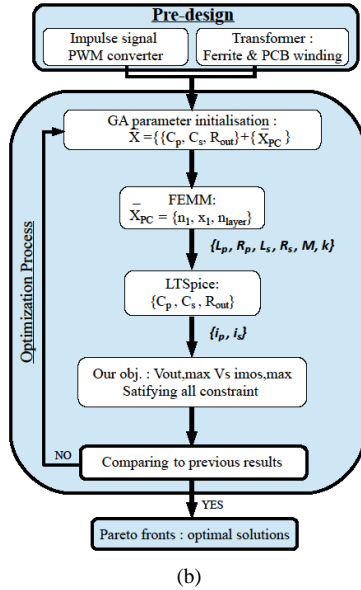 Pre-design
Impulse signal
PWM converter
Transformer :
Ferrite & PCB winding
Optimization Process
GA parameter initialisation :
X̄ ={{Cp, Cs, Rout}+{X̄PC }
FEMM:
X̄PC = {n1, x1, nlayer}
{Lp, Rp, Ls, Rs, M, k}
LTSpice:
{Cp , Cs , Rout}
{ip, is}
Our obj. : Vout,max Vs imos,max
Satifying all constraint
NO
Comparing to previous results
YES
Pareto fronts : optimal solutions
(b)